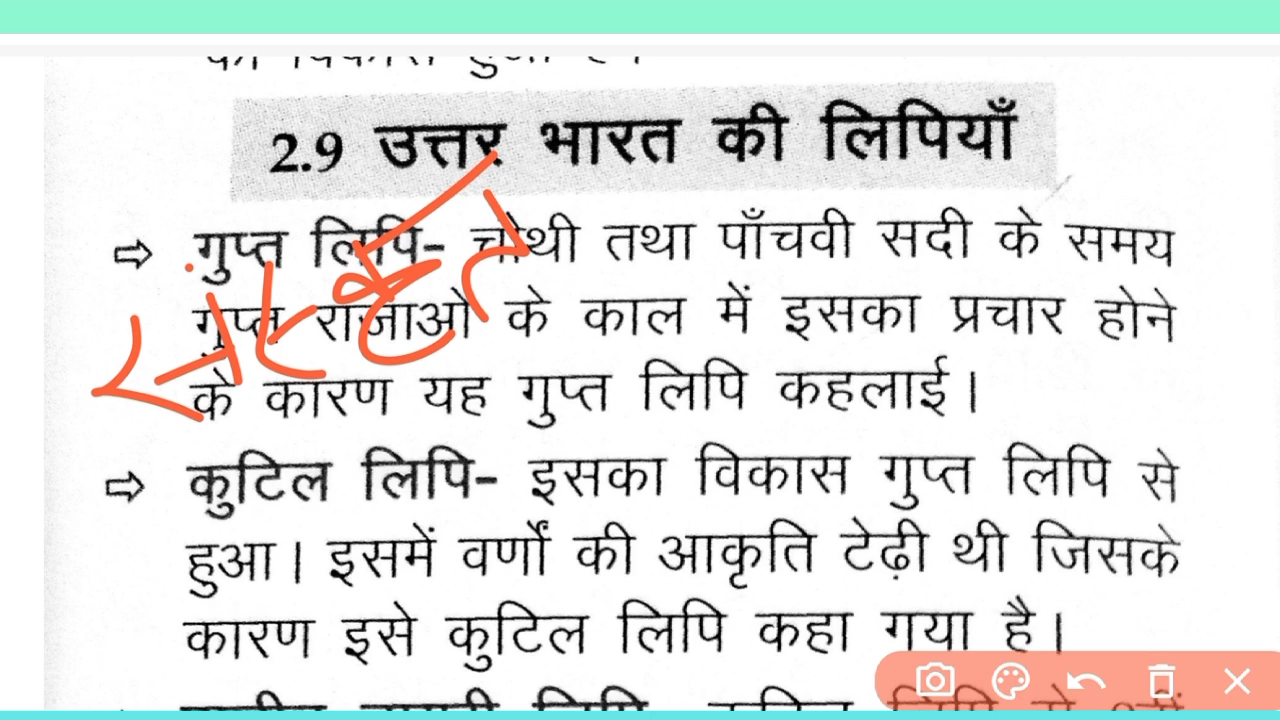 2.9 उत्तर भारत की लिपियाँ
⇨ गुप्त लिपि- चौथी तथा पाँचवी सदी के समय
गुप्त राजाओं के काल में इसका प्रचार होने
के कारण यह गुप्त लिपि कहलाई।
⇨ कुटिल लिपि- इसका विकास गुप्त लिपि से
हुआ। इसमें वर्णों की आकृति टेढ़ी थी जिसके
कारण इसे कुटिल लिपि कहा गया है।